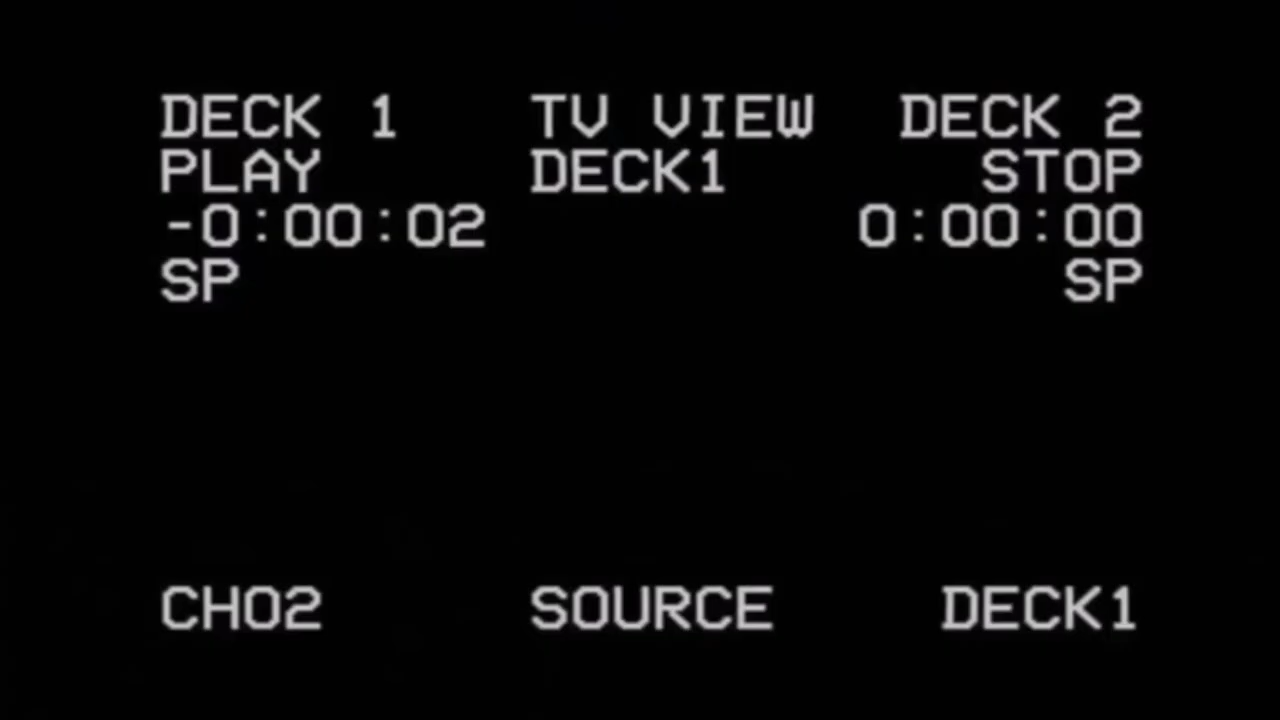 DECK 1 TV VIEW DECK 2
PLAY DECK1 STOP
-0:00:02 0:00:00
SP SP
CH02 SOURCE DECK1